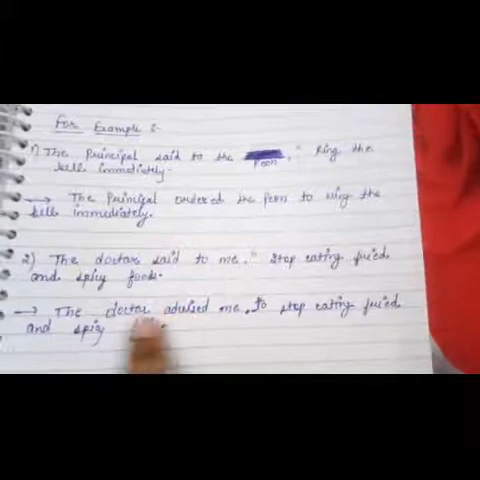 For Example :-
1) The Principal said to the Peon, " Ring the
bell immediately.
→ The Principal ordered the Peon to ring the
bell immediately.
2) The doctor said to me, " Stop eating fried
and spicy foods.
→ The doctor advised me to stop eating fried
and spicy